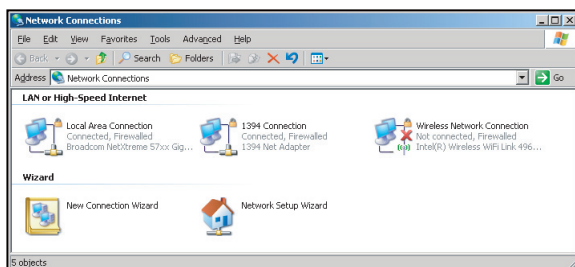 Network Connections
File Edit View Favorites Tools Advanced Help
Back Search Folders
Address Network Connections Go
LAN or High-Speed Internet
Local Area Connection
Connected, Firewalled
Broadcom NetXtreme 57xx Gig...
1394 Connection
Connected, Firewalled
1394 Net Adapter
Wireless Network Connection
Not connected, Firewalled
Intel(R) Wireless WiFi Link 496...
Wizard
New Connection Wizard
Network Setup Wizard
5 objects